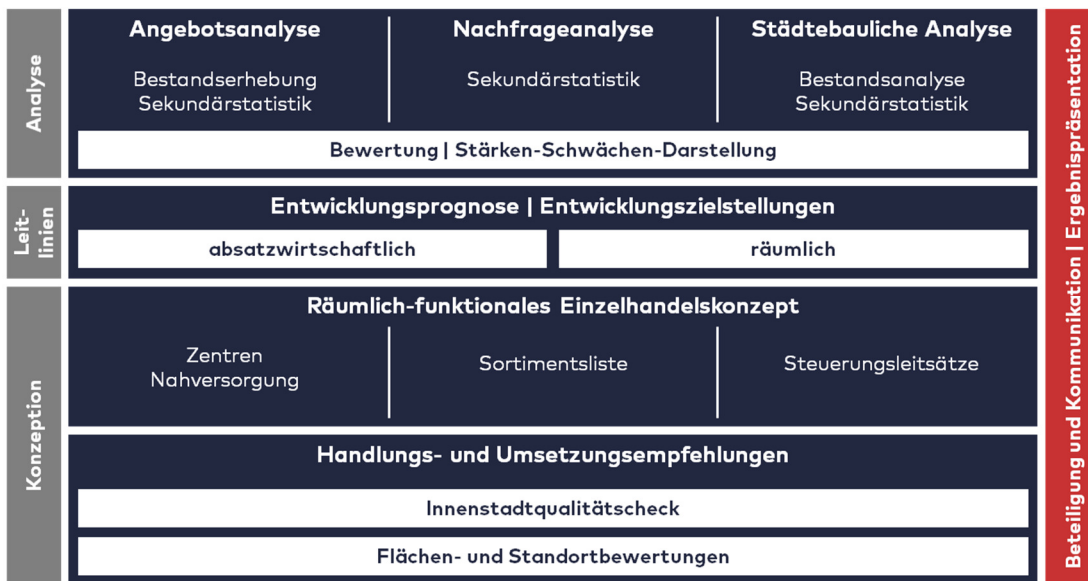 Analyse
Angebotsanalyse
Bestandserhebung
Sekundärstatistik
Nachfrageanalyse
Sekundärstatistik
Städtebauliche Analyse
Bestandsanalyse
Sekundärstatistik
Bewertung | Stärken-Schwächen-Darstellung
Leit-
linien
Entwicklungsprognose | Entwicklungszielstellungen
absatzwirtschaftlich
räumlich
Konzeption
Räumlich-funktionales Einzelhandelskonzept
Zentren
Nahversorgung
Sortimentsliste
Steuerungsleitsätze
Handlungs- und Umsetzungsempfehlungen
Innenstadtqualitätscheck
Flächen- und Standortbewertungen
Beteiligung und Kommunikation | Ergebnispräsentation